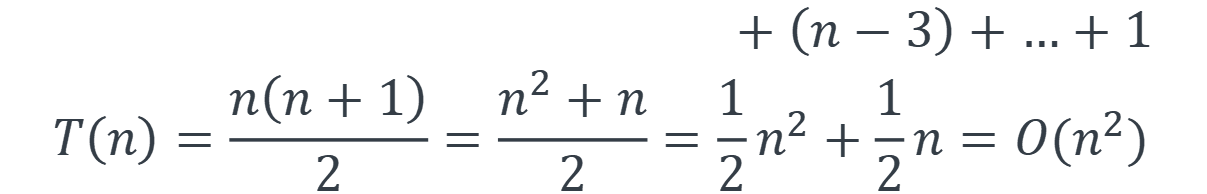 + (n − 3) + … + 1
T(n) = n(n + 1)/2 = n² + n/2 = 1/2 n² + 1/2 n = O(n²)